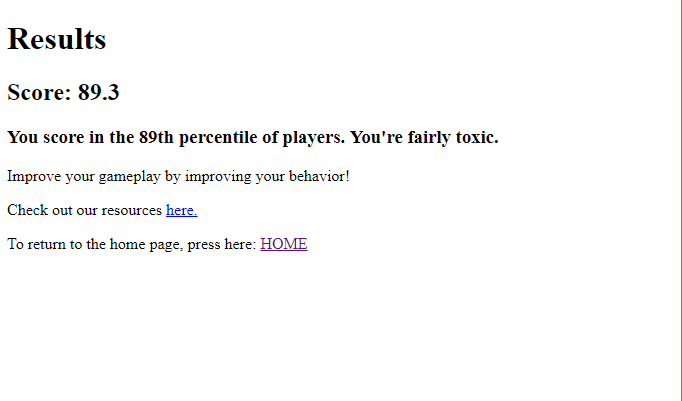 Results
Score: 89.3
You score in the 89th percentile of players. You're fairly toxic.
Improve your gameplay by improving your behavior!
Check out our resources here.
To return to the home page, press here: HOME